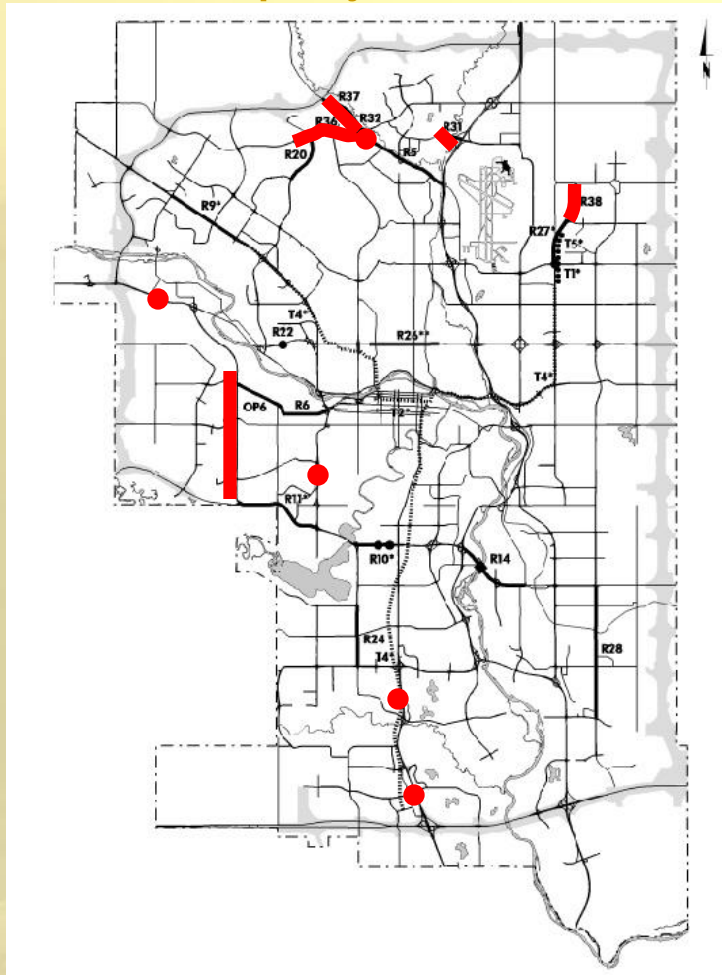 N
R37
R36
R32
R31
R20
R5
R9*
R38
R27*
T5*
T1*
T4*
R22
R26**
T4*
OP6
R6
T2*
R11*
R10*
R14
R24
T4*
R28